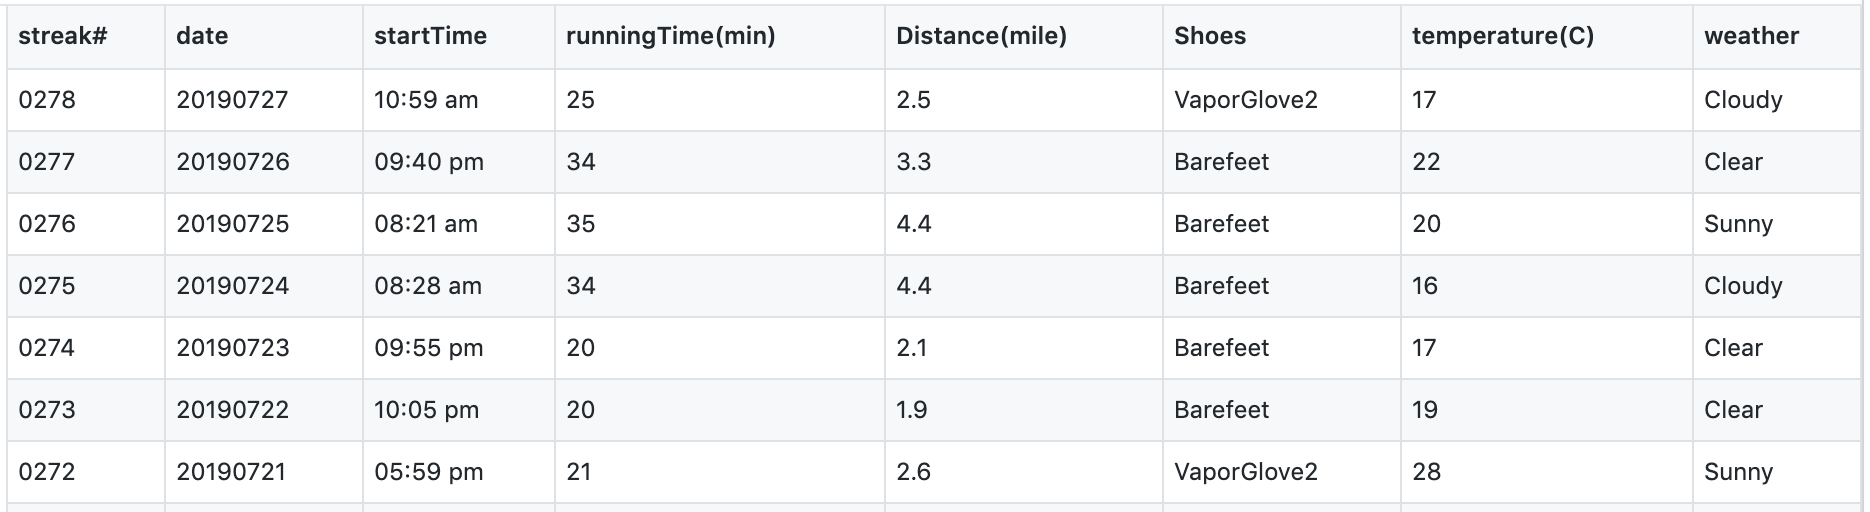 streak# date startTime runningTime(min) Distance(mile) Shoes temperature(C) weather
0278 20190727 10:59 am 25 2.5 VaporGlove2 17 Cloudy
0277 20190726 09:40 pm 34 3.3 Barefeet 22 Clear
0276 20190725 08:21 am 35 4.4 Barefeet 20 Sunny
0275 20190724 08:28 am 34 4.4 Barefeet 16 Cloudy
0274 20190723 09:55 pm 20 2.1 Barefeet 17 Clear
0273 20190722 10:05 pm 20 1.9 Barefeet 19 Clear
0272 20190721 05:59 pm 21 2.6 VaporGlove2 28 Sunny